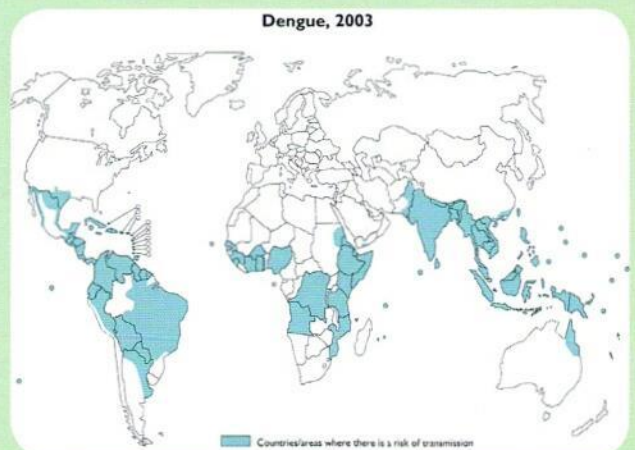 Dengue, 2003
Countries/areas where there is a risk of transmission